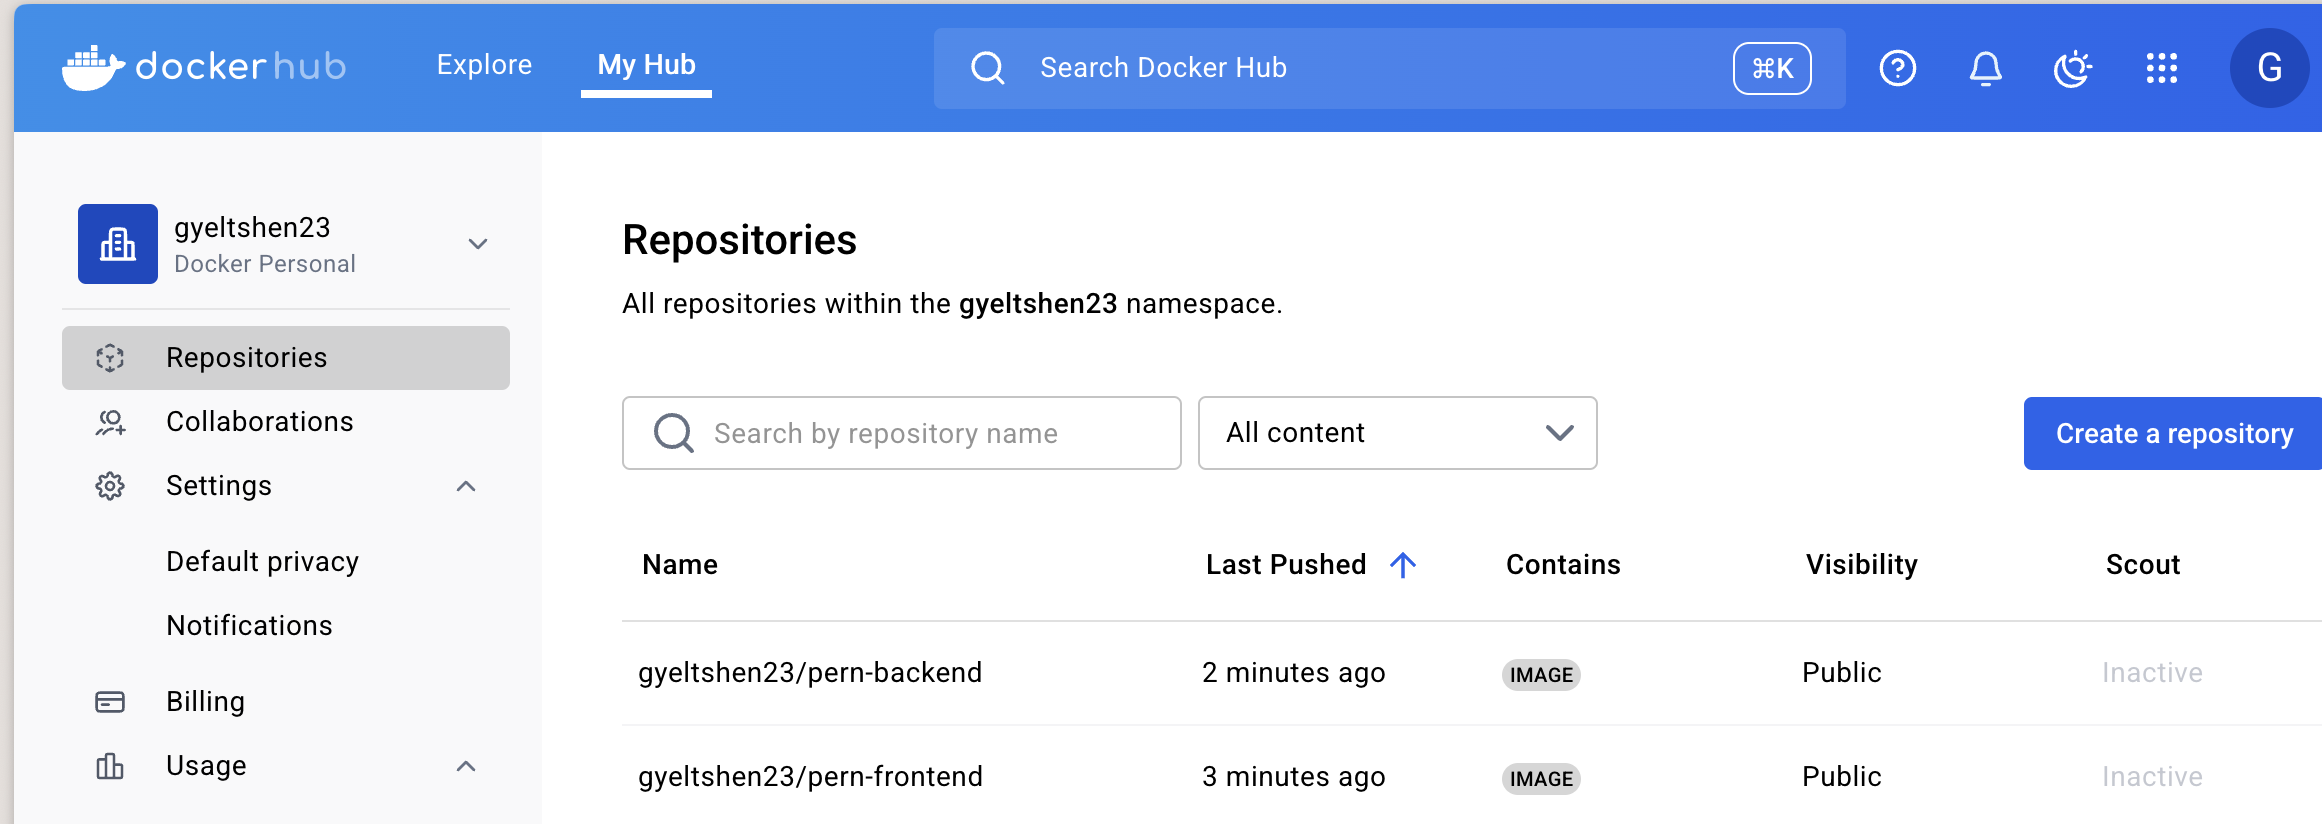 dockerhub Explore My Hub Search Docker Hub ⌘K G
gyeltshen23
Docker Personal
Repositories
Collaborations
Settings
Default privacy
Notifications
Billing
Usage
Repositories
All repositories within the gyeltshen23 namespace.
Search by repository name All content Create a repository
Name Last Pushed Contains Visibility Scout
gyeltshen23/pern-backend 2 minutes ago IMAGE Public Inactive
gyeltshen23/pern-frontend 3 minutes ago IMAGE Public Inactive